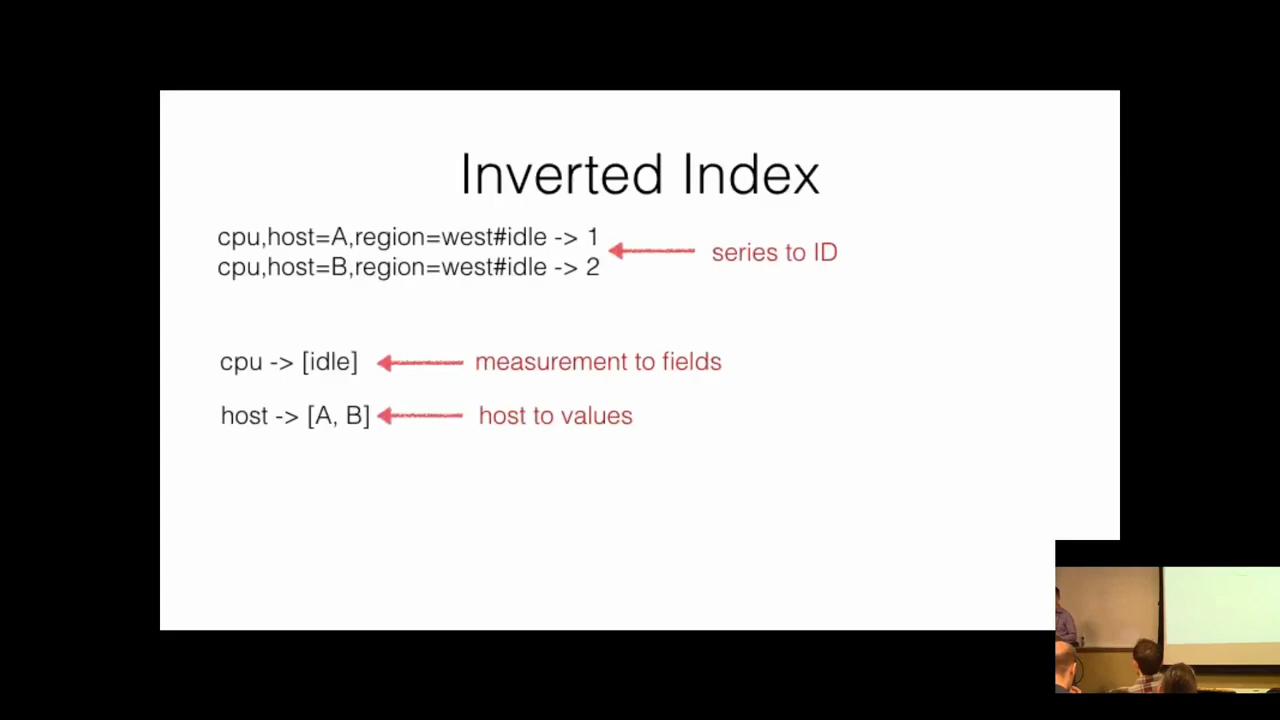 Inverted Index
cpu,host=A,region=west#idle -> 1
cpu,host=B,region=west#idle -> 2
series to ID
cpu -> [idle]
measurement to fields
host -> [A, B]
host to values